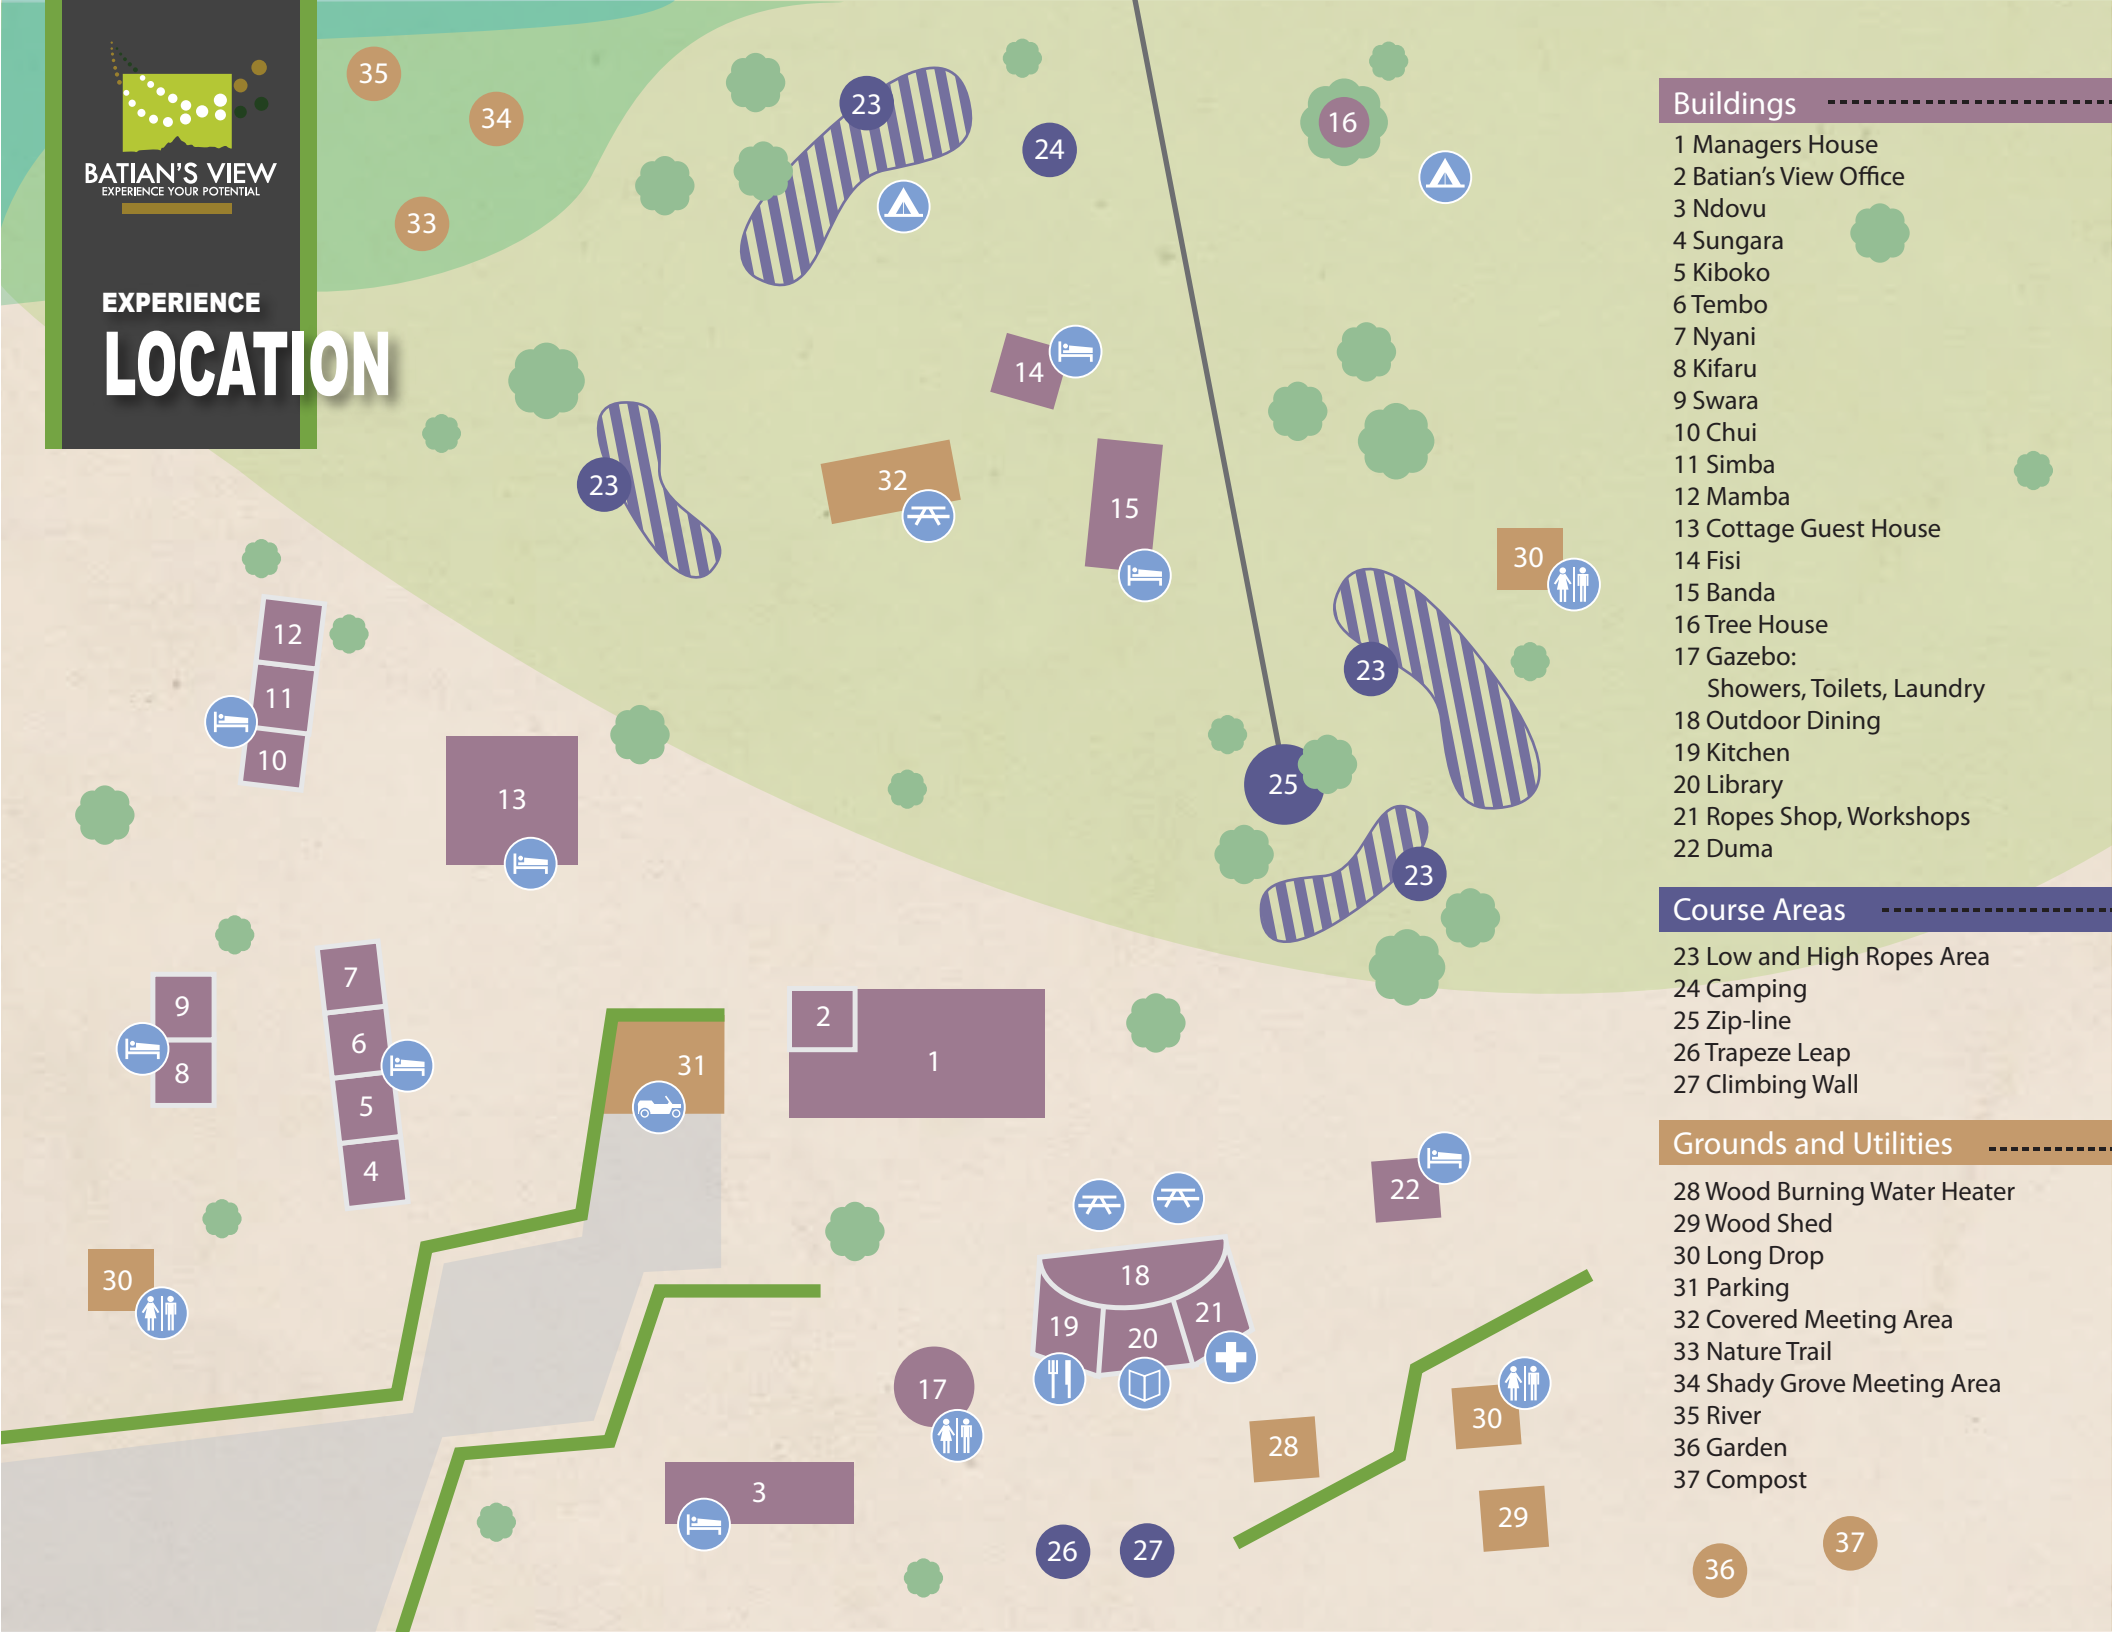 BATIAN'S VIEW
EXPERIENCE YOUR POTENTIAL
EXPERIENCE
LOCATION
35
34
33
23
24
16
14
32
15
23
30
23
25
23
12
11
10
13
9
8
7
6
5
4
31
2
1
22
30
18
19
20
21
17
3
28
30
29
26
27
36
37
Buildings
1 Managers House
2 Batian's View Office
3 Ndovu
4 Sungara
5 Kiboko
6 Tembo
7 Nyani
8 Kifaru
9 Swara
10 Chui
11 Simba
12 Mamba
13 Cottage Guest House
14 Fisi
15 Banda
16 Tree House
17 Gazebo:
Showers, Toilets, Laundry
18 Outdoor Dining
19 Kitchen
20 Library
21 Ropes Shop, Workshops
22 Duma
Course Areas
23 Low and High Ropes Area
24 Camping
25 Zip-line
26 Trapeze Leap
27 Climbing Wall
Grounds and Utilities
28 Wood Burning Water Heater
29 Wood Shed
30 Long Drop
31 Parking
32 Covered Meeting Area
33 Nature Trail
34 Shady Grove Meeting Area
35 River
36 Garden
37 Compost